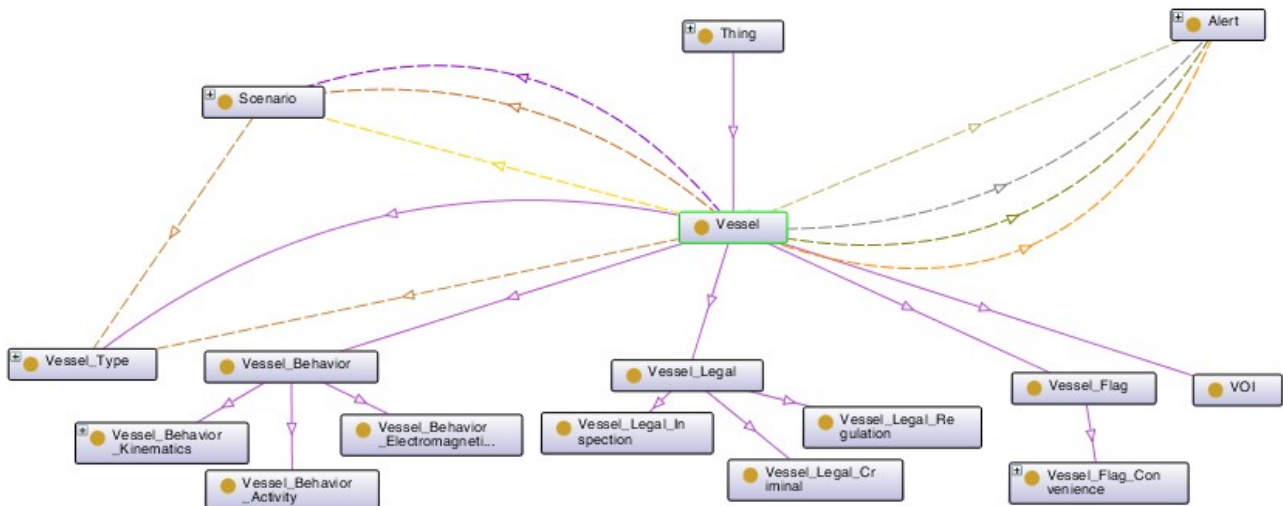 Alert
Thing
Scenario
Vessel
Vessel_Type
Vessel_Behavior
Vessel_Legal
Vessel_Flag
VOI
Vessel_Behavior
_Kinematics
Vessel_Behavior
_Electromagneti...
Vessel_Legal_In
spection
Vessel_Legal_Re
gulation
Vessel_Behavior
_Activity
Vessel_Legal_Cr
iminal
Vessel_Flag_Con
venience